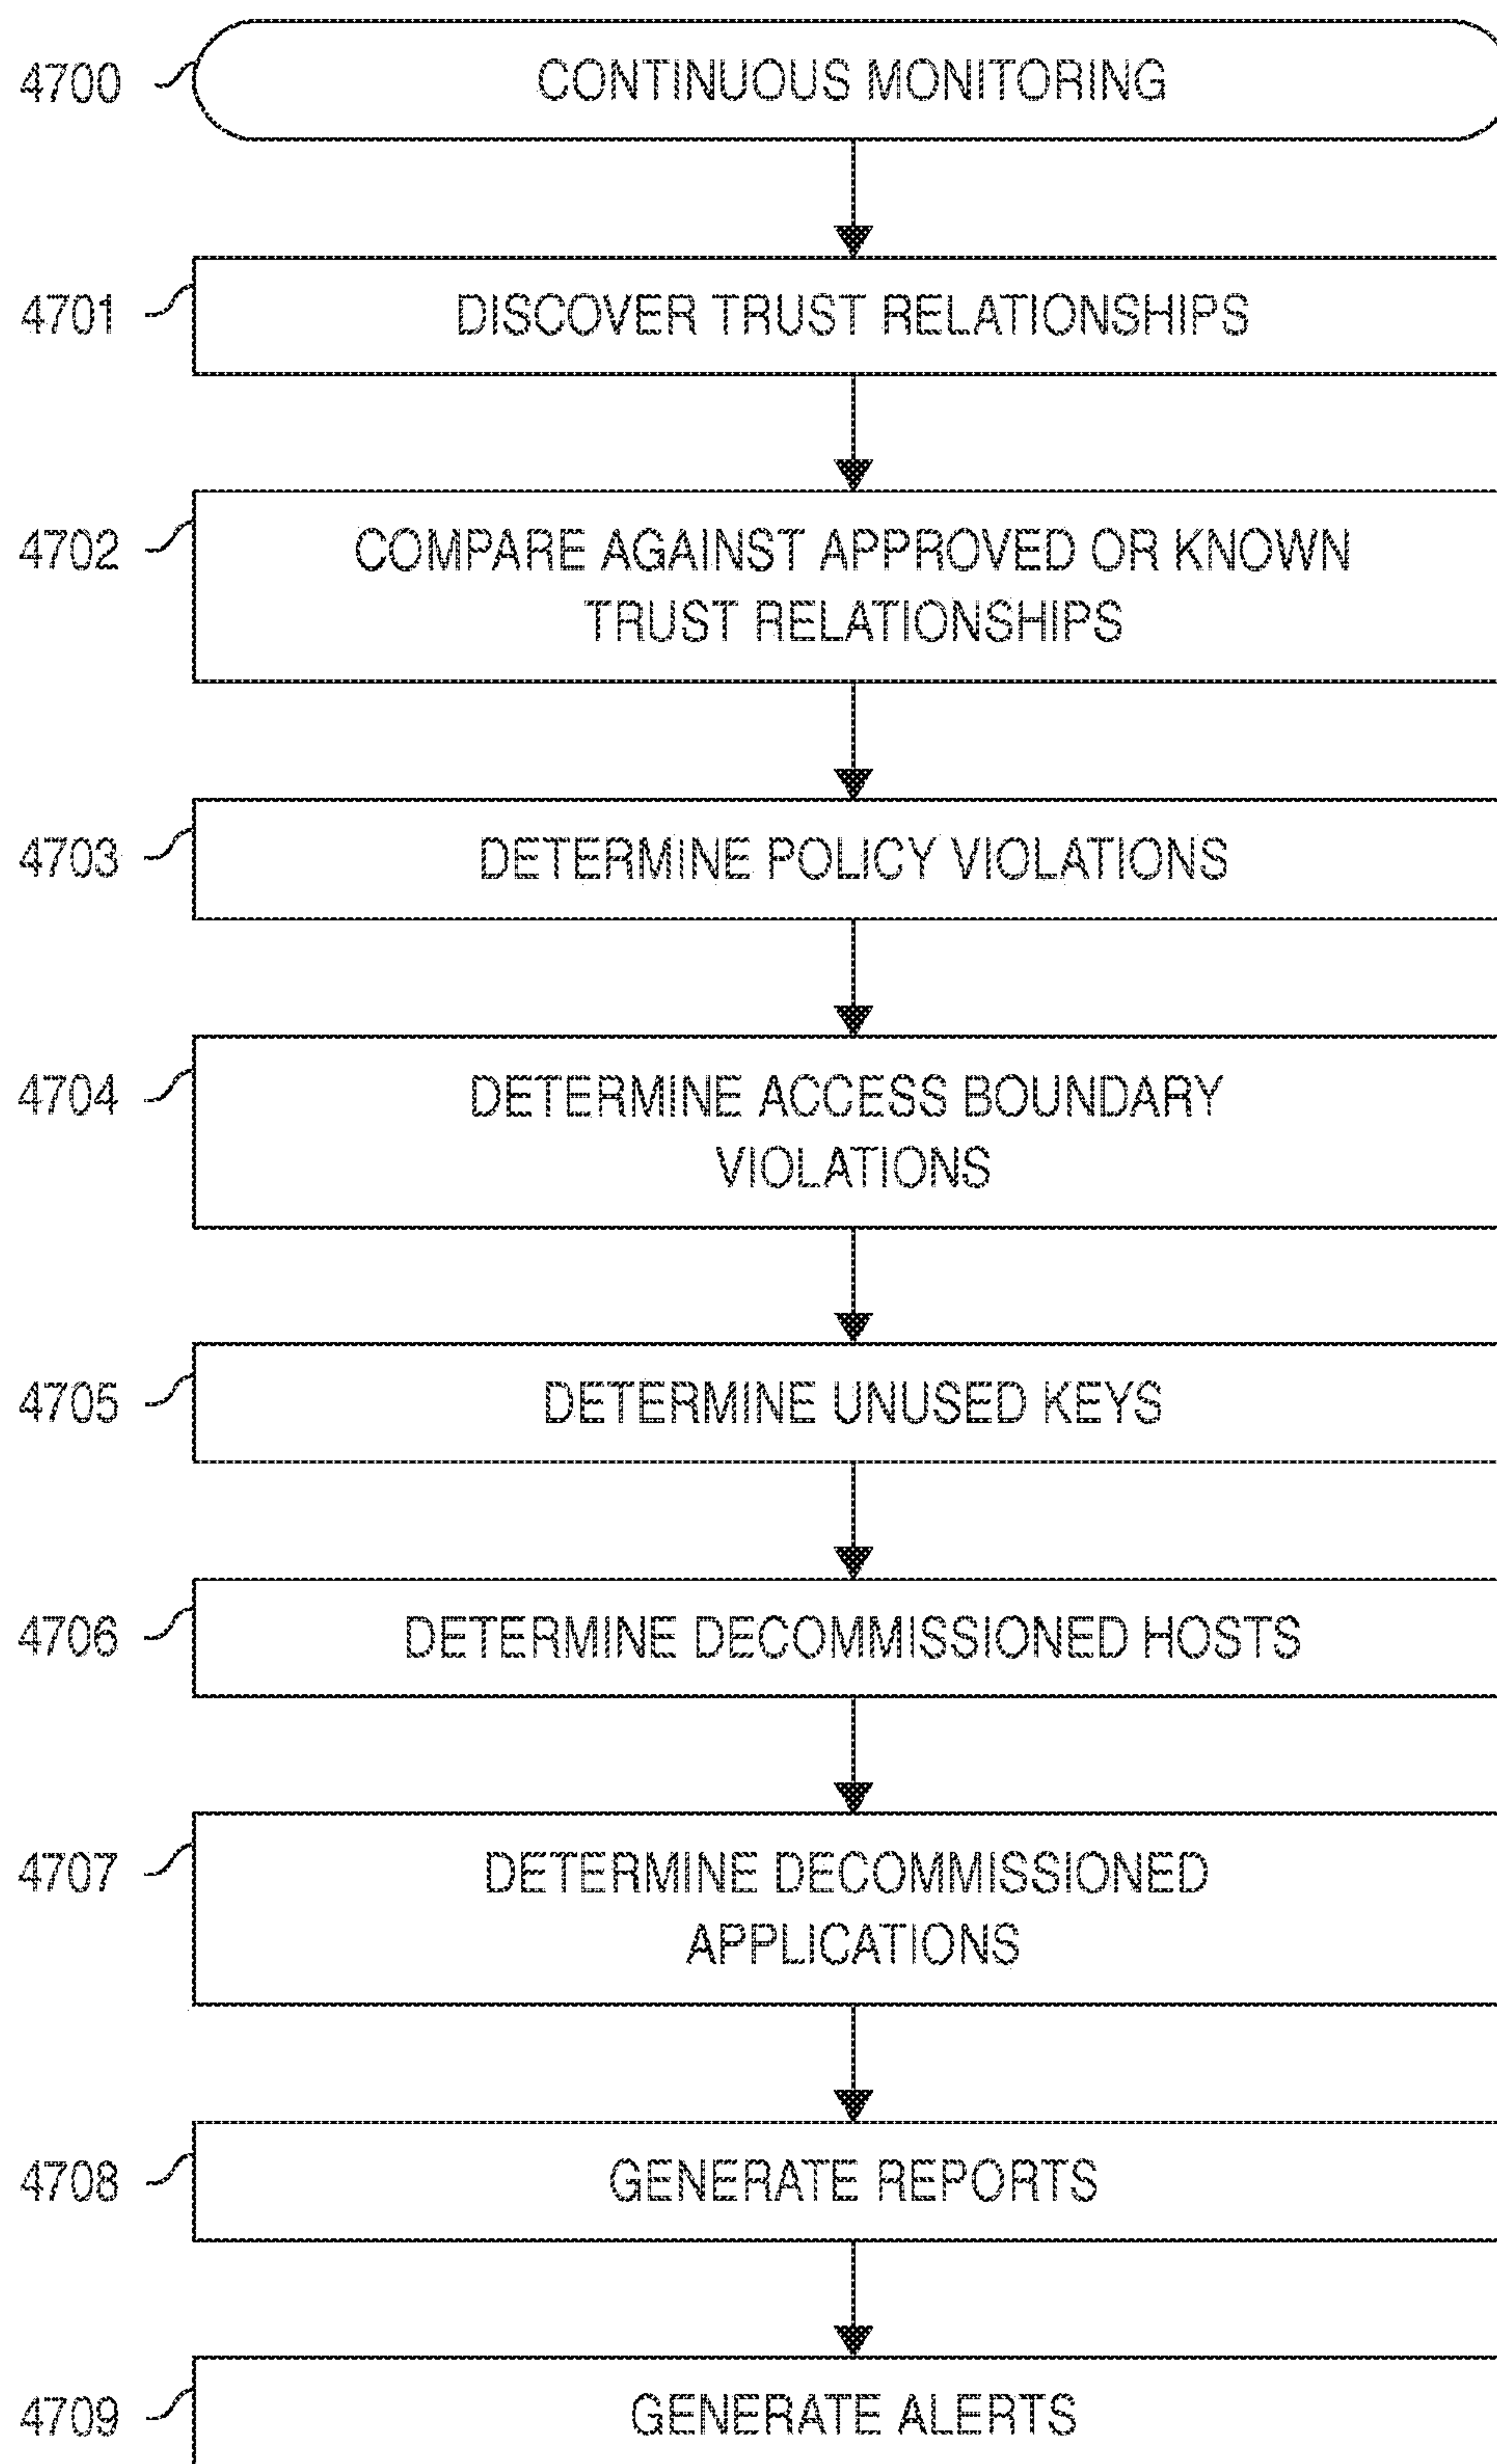 4700 CONTINUOUS MONITORING
4701 DISCOVER TRUST RELATIONSHIPS
4702 COMPARE AGAINST APPROVED OR KNOWN
TRUST RELATIONSHIPS
4703 DETERMINE POLICY VIOLATIONS
4704 DETERMINE ACCESS BOUNDARY
VIOLATIONS
4705 DETERMINE UNUSED KEYS
4706 DETERMINE DECOMMISSIONED HOSTS
4707 DETERMINE DECOMMISSIONED
APPLICATIONS
4708 GENERATE REPORTS
4709 GENERATE ALERTS